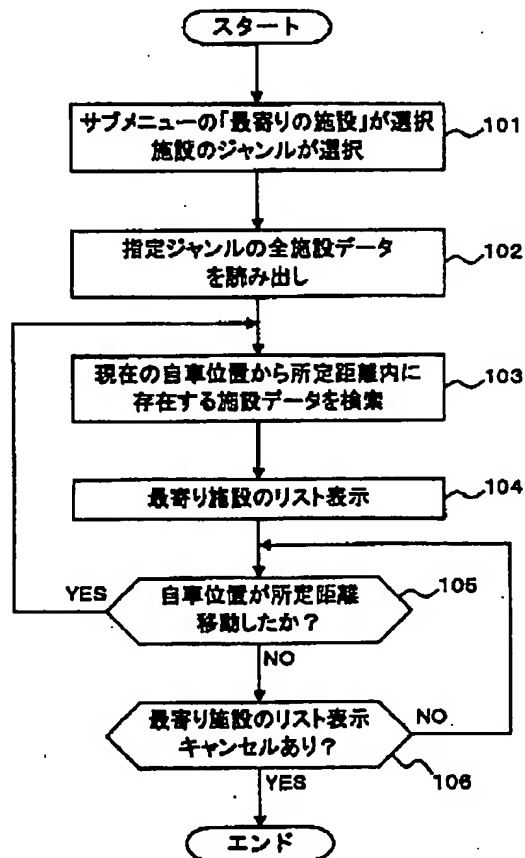 スタート
サブメニューの「最寄りの施設」が選択
施設のジャンルが選択
101
指定ジャンルの全施設データ
を読み出し
102
現在の自車位置から所定距離内に
存在する施設データを検索
103
最寄り施設のリスト表示
104
YES
自車位置が所定距離
移動したか?
105
NO
最寄り施設のリスト表示
キャンセルあり?
NO
106
YES
エンド